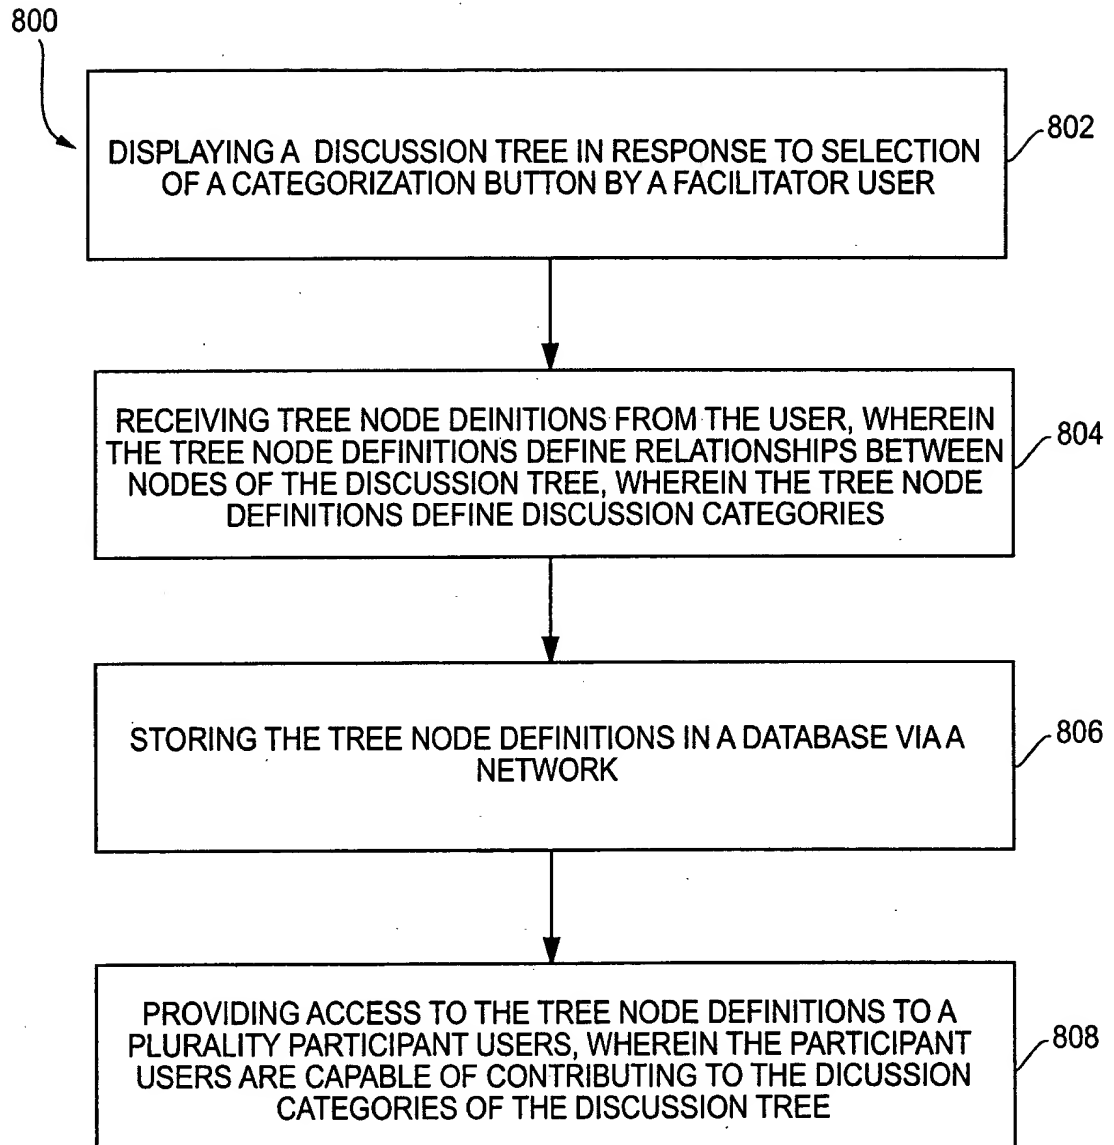 800
DISPLAYING A DISCUSSION TREE IN RESPONSE TO SELECTION
OF A CATEGORIZATION BUTTON BY A FACILITATOR USER
802
RECEIVING TREE NODE DEINITIONS FROM THE USER, WHEREIN
THE TREE NODE DEFINITIONS DEFINE RELATIONSHIPS BETWEEN
NODES OF THE DISCUSSION TREE, WHEREIN THE TREE NODE
DEFINITIONS DEFINE DISCUSSION CATEGORIES
804
STORING THE TREE NODE DEFINITIONS IN A DATABASE VIA A
NETWORK
806
PROVIDING ACCESS TO THE TREE NODE DEFINITIONS TO A
PLURALITY PARTICIPANT USERS, WHEREIN THE PARTICIPANT
USERS ARE CAPABLE OF CONTRIBUTING TO THE DICUSSION
CATEGORIES OF THE DISCUSSION TREE
808